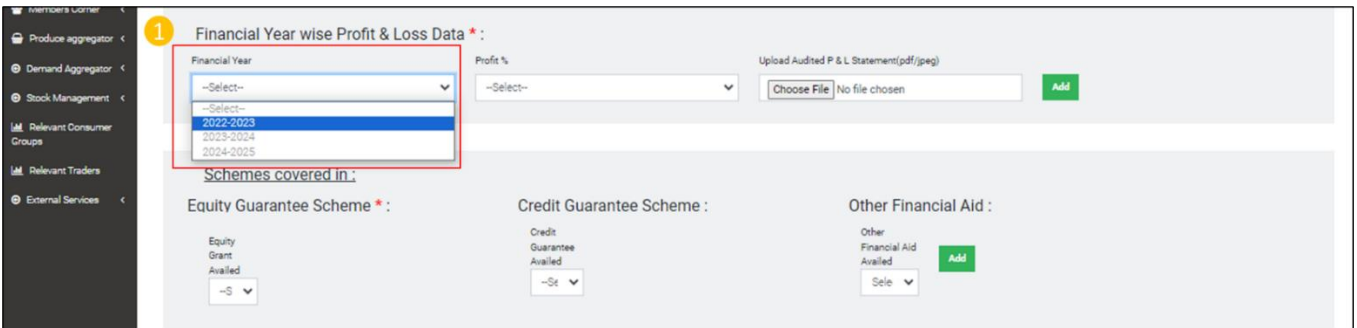 Members Corner <
Produce aggregator <
Demand Aggregator <
Stock Management <
Relevant Consumer
Groups
Relevant Traders
External Services <
1
Financial Year wise Profit & Loss Data * :
Financial Year
Profit %
Upload Audited P & L Statement(pdf/jpeg)
--Select--
--Select--
Choose File No file chosen
Add
--Select--
2022-2023
2023-2024
2024-2025
Schemes covered in :
Equity Guarantee Scheme * :
Credit Guarantee Scheme :
Other Financial Aid :
Equity
Grant
Availed
--S
Credit
Guarantee
Availed
--Se
Other
Financial Aid
Availed
Sele
Add